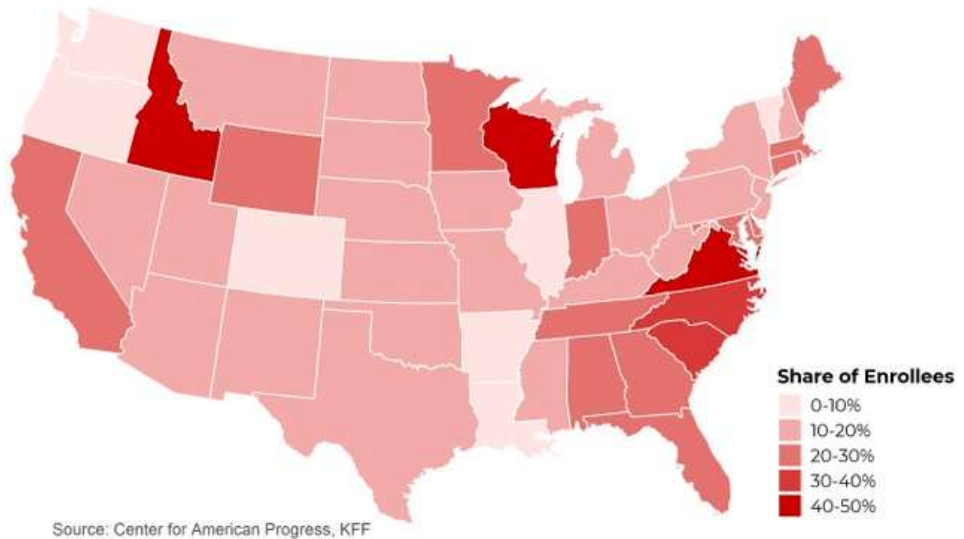 Share of Enrollees
0-10%
10-20%
20-30%
30-40%
40-50%
Source: Center for American Progress, KFF